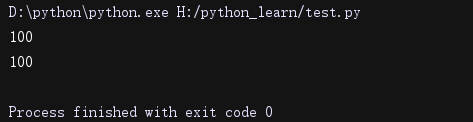 D:\python\python.exe H:/python_learn/test.py
100
100
Process finished with exit code 0